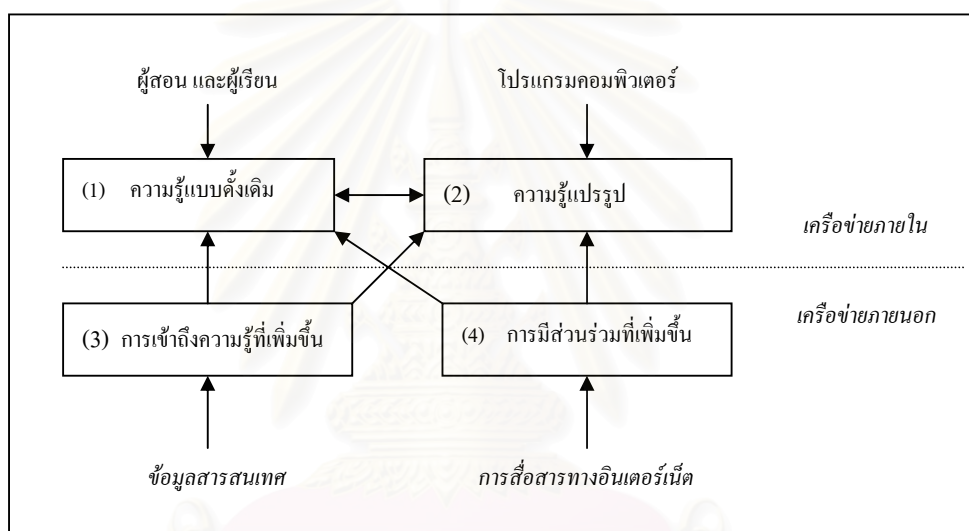 ผู้สอน และผู้เรียน
โปรแกรมคอมพิวเตอร์
(1) ความรู้แบบดั้งเดิม
(2) ความรู้แปรรูป
เครือข่ายภายใน
เครือข่ายภายนอก
(3) การเข้าถึงความรู้ที่เพิ่มขึ้น
(4) การมีส่วนร่วมที่เพิ่มขึ้น
ข้อมูลสารสนเทศ
การสื่อสารทางอินเตอร์เน็ต